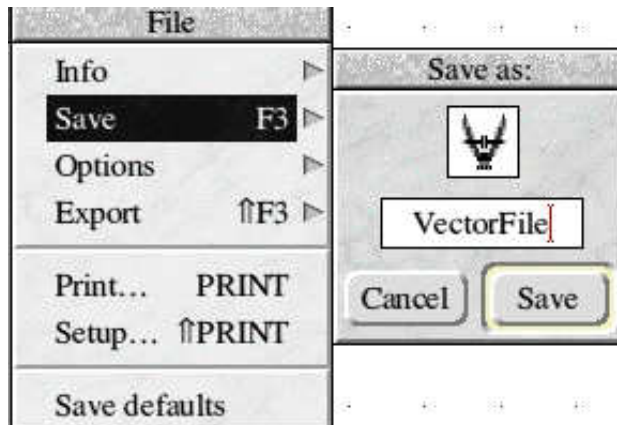 File
Info
Save F3
Options
Export ⇑F3
Print... PRINT
Setup... ⇑PRINT
Save defaults
Save as:
VectorFile
Cancel Save